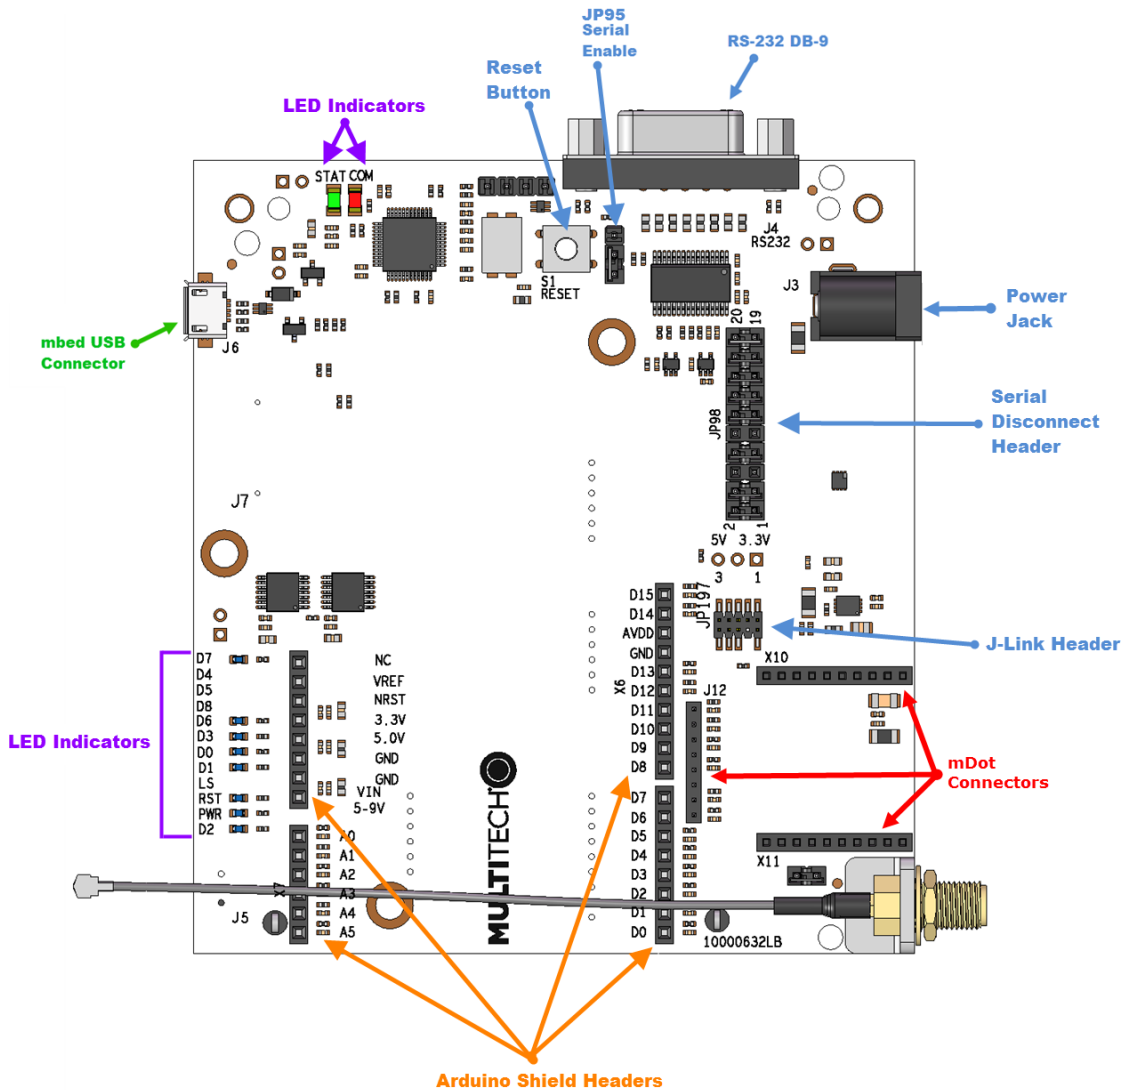 JP95
Serial
Enable
RS-232 DB-9
Reset
Button
LED Indicators
STAT COM
J4
RS232
S1
RESET
J3
Power
Jack
20 19
mbed USB
Connector
J6
JP98
Serial
Disconnect
Header
J7
2 1
5V 3.3V
3 1
JP197
J-Link Header
D15
D14
AVDD
GND
D13
D12
D11
D10
D9
D8
X6
J12
X10
D7
D4
D5
D8
D6
D3
D0
D1
LS
RST
PWR
D2
LED Indicators
NC
VREF
NRST
3.3V
5.0V
GND
GND
VIN
5-9V
MULTITECH
mDot
Connectors
D7
D6
D5
D4
D3
D2
D1
D0
A0
A1
A2
A3
A4
A5
X7
X11
J5
10000632LB
Arduino Shield Headers